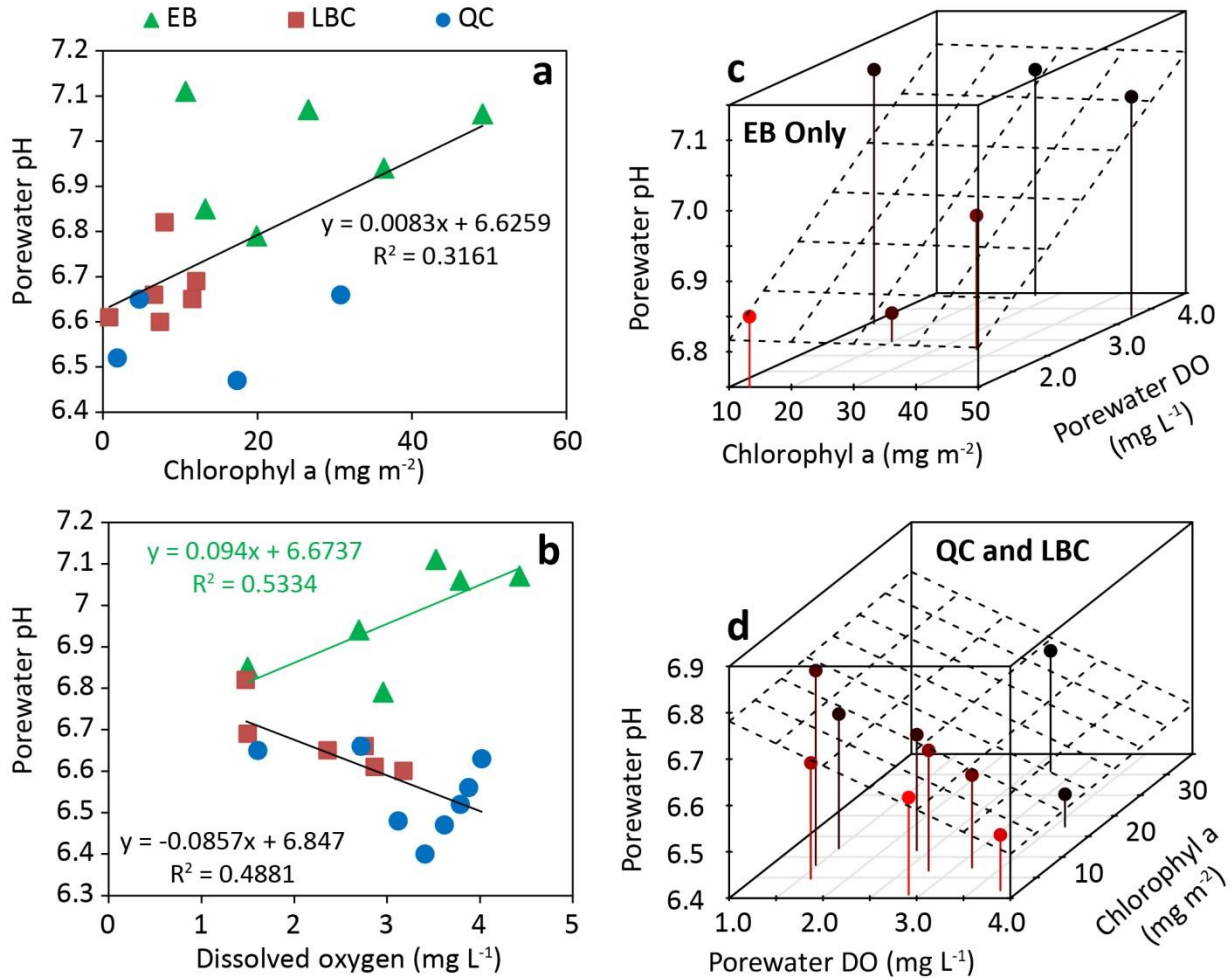 EB LBC QC
a
7.2
7.1
7
6.9
6.8
6.7
6.6
6.5
6.4
Porewater pH
y = 0.0083x + 6.6259
R² = 0.3161
0 20 40 60
Chlorophyl a (mg m⁻²)
c
EB Only
7.1
7.0
6.9
6.8
Porewater pH
10 20 30 40 50
Chlorophyl a (mg m⁻²)
2.0 3.0 4.0
Porewater DO
(mg L⁻¹)
b
7.2
7.1
7
6.9
6.8
6.7
6.6
6.5
6.4
6.3
Porewater pH
y = 0.094x + 6.6737
R² = 0.5334
y = -0.0857x + 6.847
R² = 0.4881
0 1 2 3 4 5
Dissolved oxygen (mg L⁻¹)
d
QC and LBC
6.9
6.8
6.7
6.6
6.5
6.4
Porewater pH
1.0 2.0 3.0 4.0
Porewater DO (mg L⁻¹)
10 20 30
Chlorophyl a
(mg m⁻²)